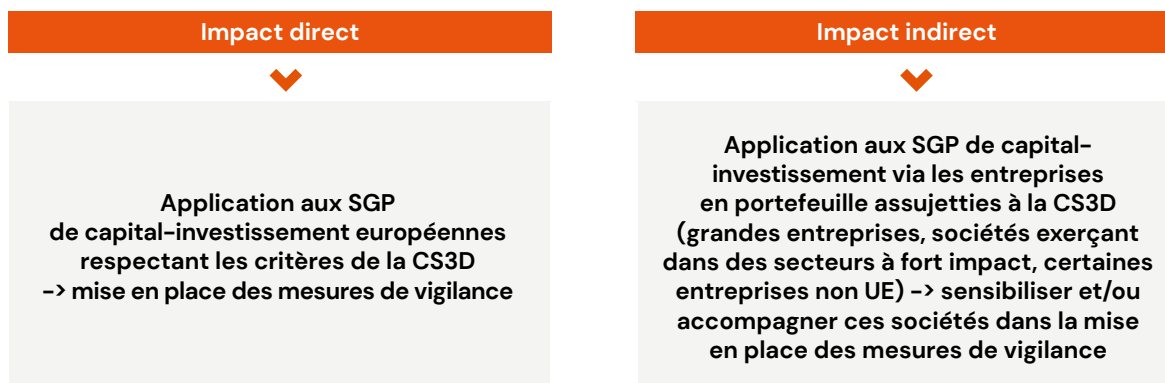 Impact direct
Application aux SGP
de capital-investissement européennes
respectant les critères de la CS3D
-> mise en place des mesures de vigilance
Impact indirect
Application aux SGP de capital-
investissement via les entreprises
en portefeuille assujetties à la CS3D
(grandes entreprises, sociétés exerçant
dans des secteurs à fort impact, certaines
entreprises non UE) -> sensibiliser et/ou
accompagner ces sociétés dans la mise
en place des mesures de vigilance